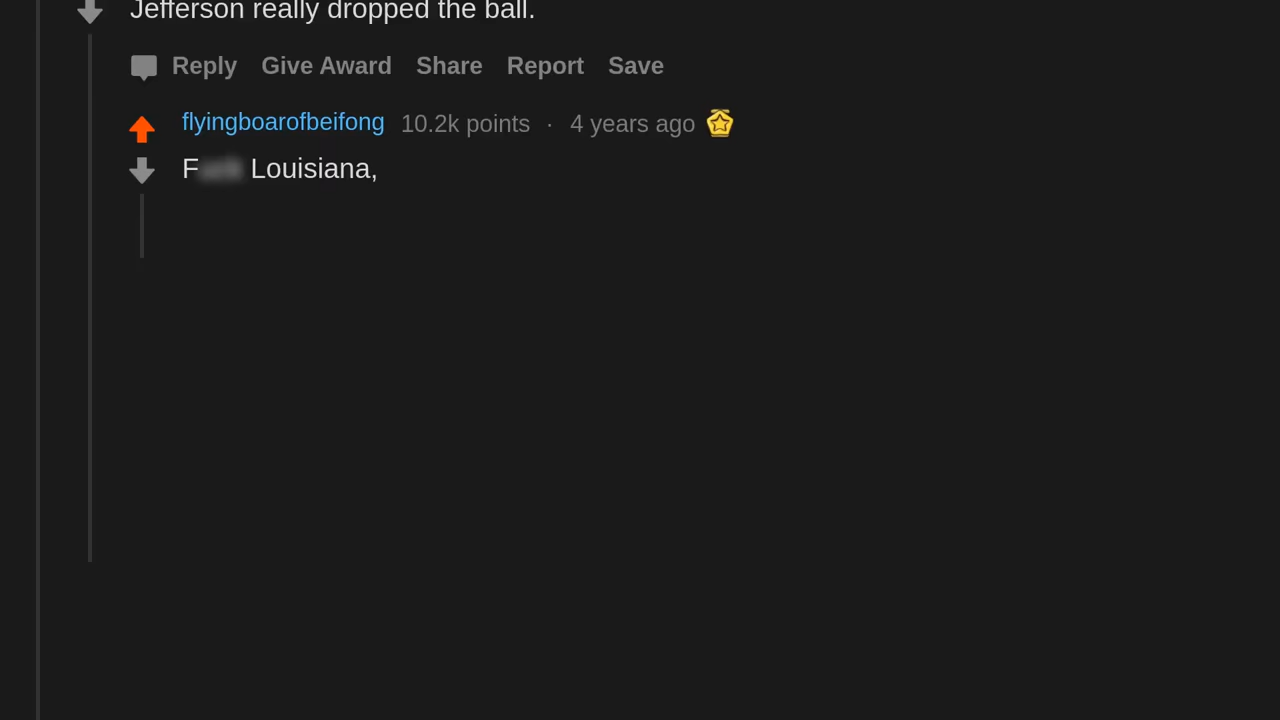 Jefferson really dropped the ball.
Reply Give Award Share Report Save
flyingboarofbeifong 10.2k points · 4 years ago
F Louisiana,